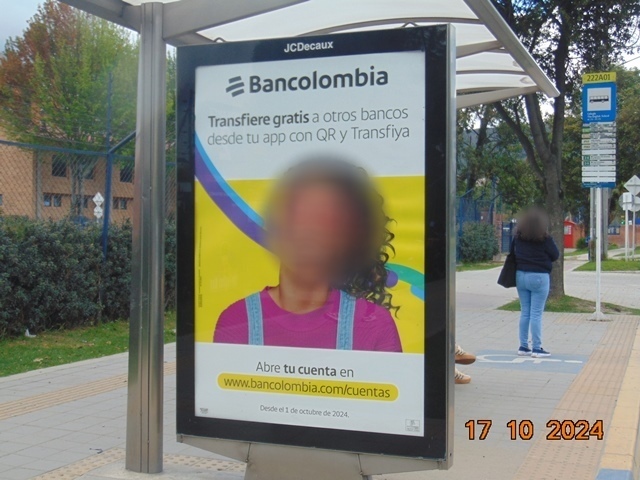 JCDecaux
Bancolombia
Transfiere gratis a otros bancos
desde tu app con QR y Transfiya
Abre tu cuenta en
www.bancolombia.com/cuentas
Desde el 1 de octubre de 2024.
222A01
17 10 2024